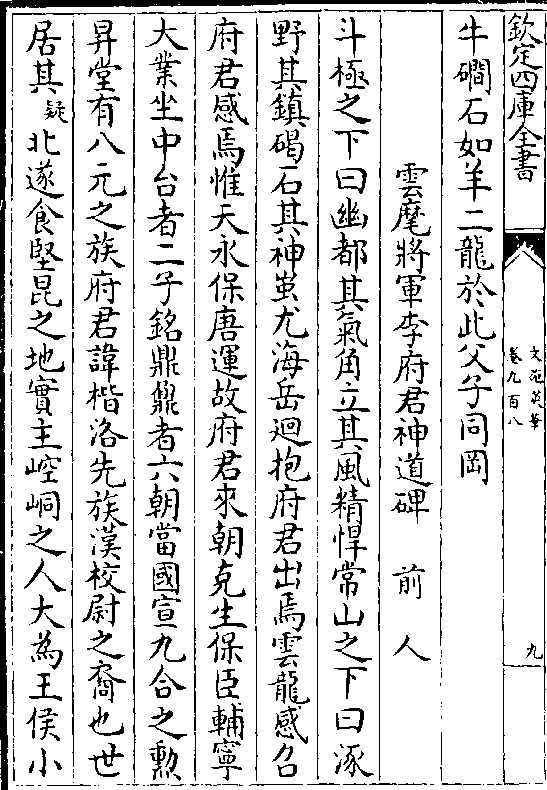 欽定四庫全書
文苑英華
卷九百八
九
牛磵石如羊二龍於此父子同岡
雲麾將軍李府君神道碑 前人
斗極之下曰幽都其氣角立其風精悍常山之下曰涿
野其鎮碣石其神蚩尤海岳迴抱府君出焉雲龍感召
府君感焉惟天永保唐運故府君來朝克生保臣輔寧
大業坐中台者二子銘鼎鼐者六朝當國宣九合之勲
昇堂有八元之族府君諱楷洛先族漢校尉之裔也世
居其疑北遂食堅昆之地實主崆峒之人大為王侯小